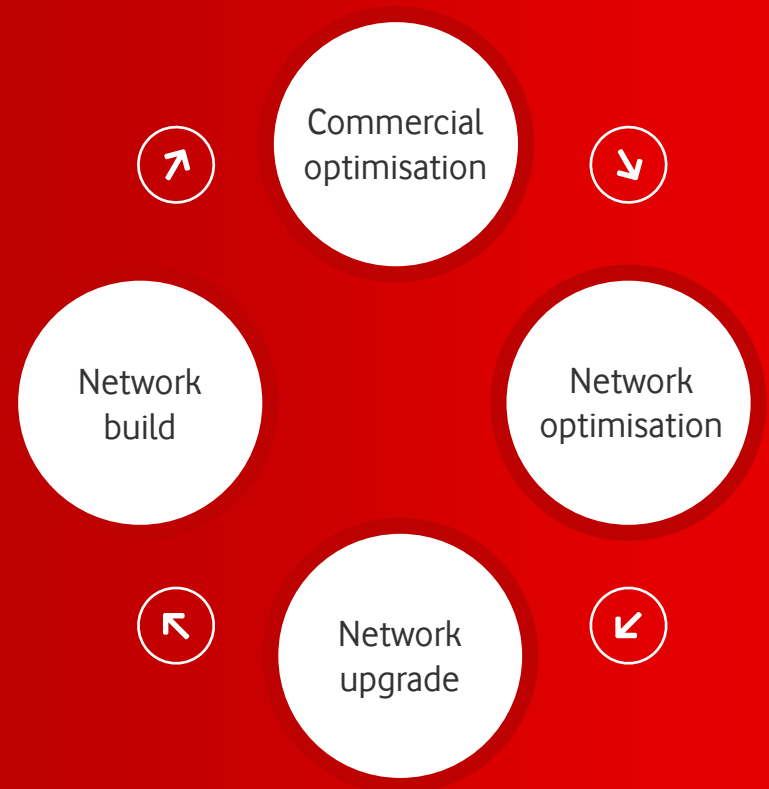 Commercial
optimisation
Network
optimisation
Network
upgrade
Network
build